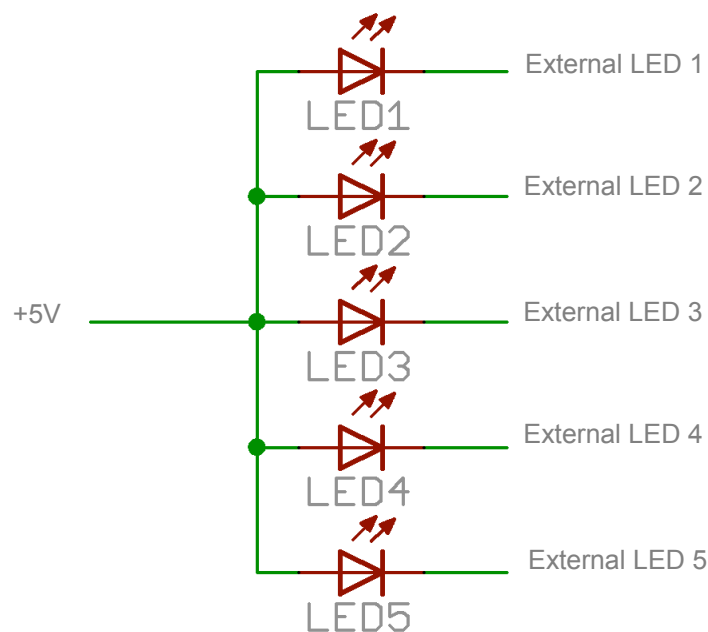 External LED 1
LED1
External LED 2
LED2
+5V
External LED 3
LED3
External LED 4
LED4
External LED 5
LED5